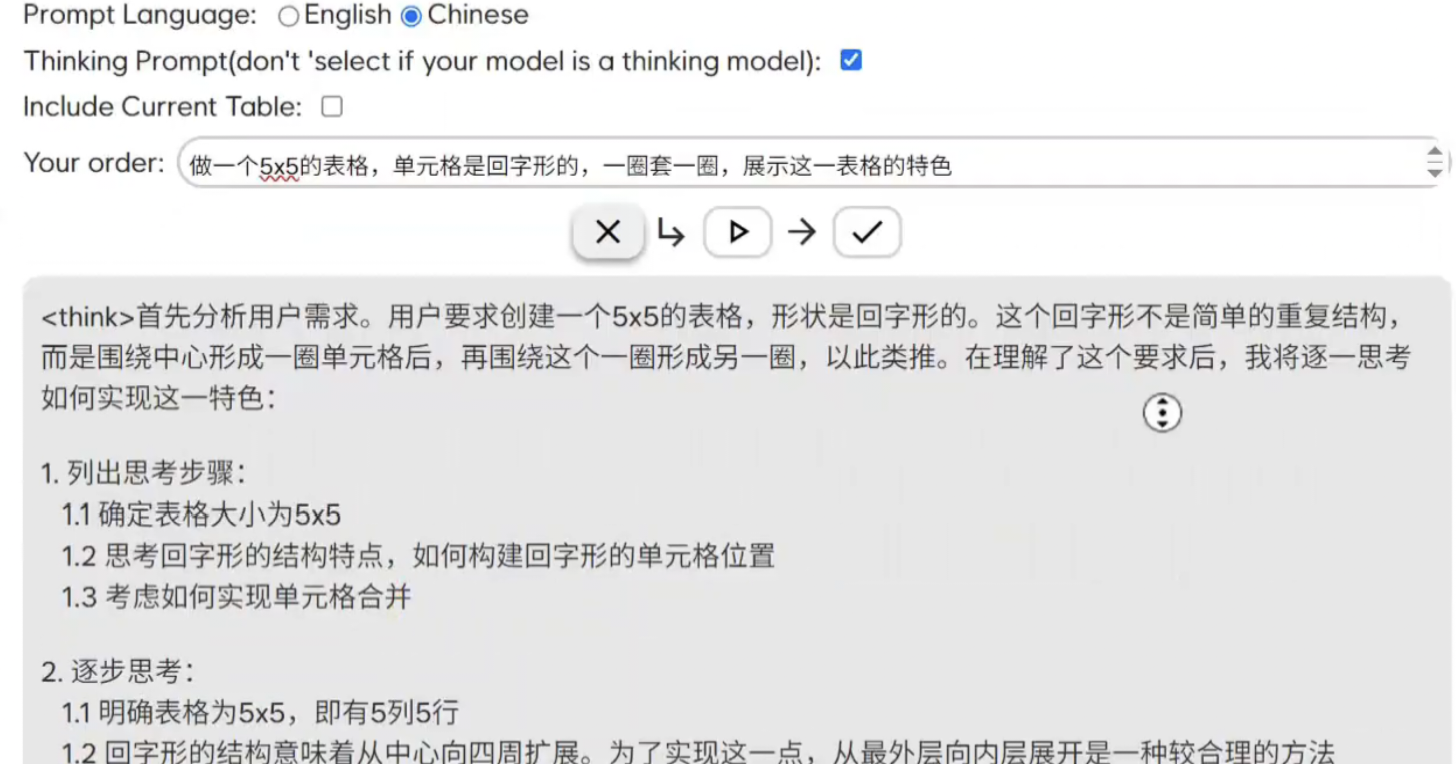 Prompt Language: English Chinese
Thinking Prompt(don't 'select if your model is a thinking model):
Include Current Table:
Your order: 做一个5x5的表格，单元格是回字形的，一圈套一圈，展示这一表格的特色
<think>首先分析用户需求。用户要求创建一个5x5的表格，形状是回字形的。这个回字形不是简单的重复结构，
而是围绕中心形成一圈单元格后，再围绕这个一圈形成另一圈，以此类推。在理解了这个要求后，我将逐一思考
如何实现这一特色：
1. 列出思考步骤：
1.1 确定表格大小为5x5
1.2 思考回字形的结构特点，如何构建回字形的单元格位置
1.3 考虑如何实现单元格合并
2. 逐步思考：
1.1 明确表格为5x5，即有5列5行
1.2 回字形的结构意味着从中心向四周扩展。为了实现这一点，从最外层向内层展开是一种较合理的方法